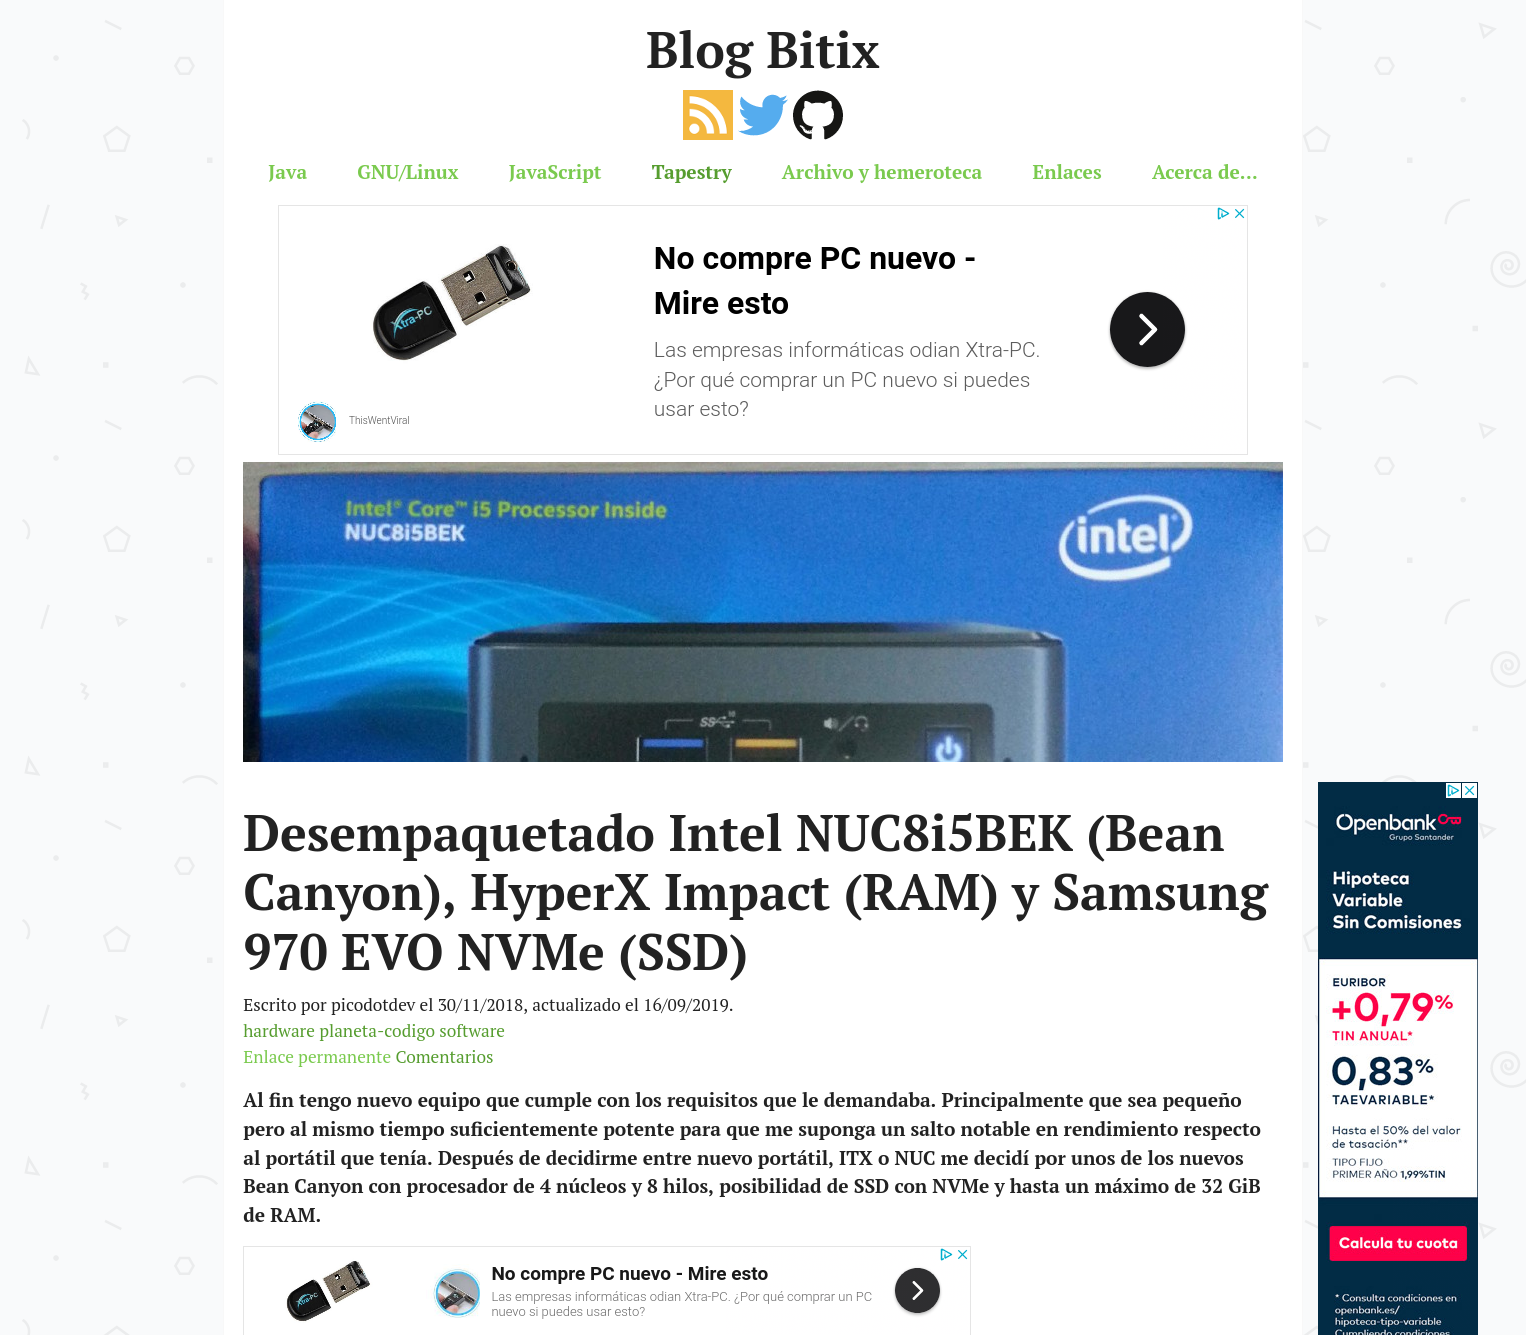 Blog Bitix
Java GNU/Linux JavaScript Tapestry Archivo y hemeroteca Enlaces Acerca de...
No compre PC nuevo -
Mire esto
Las empresas informáticas odian Xtra-PC.
¿Por qué comprar un PC nuevo si puedes
usar esto?
Xtra-PC
ThisWentViral
Intel® Core™ i5 Processor Inside
NUC8i5BEK
intel
SS 10
Desempaquetado Intel NUC8i5BEK (Bean
Canyon), HyperX Impact (RAM) y Samsung
970 EVO NVMe (SSD)
Escrito por picodotdev el 30/11/2018, actualizado el 16/09/2019.
hardware planeta-codigo software
Enlace permanente Comentarios
Al fin tengo nuevo equipo que cumple con los requisitos que le demandaba. Principalmente que sea pequeño
pero al mismo tiempo suficientemente potente para que me suponga un salto notable en rendimiento respecto
al portátil que tenía. Después de decidirme entre nuevo portátil, ITX o NUC me decidí por unos de los nuevos
Bean Canyon con procesador de 4 núcleos y 8 hilos, posibilidad de SSD con NVMe y hasta un máximo de 32 GiB
de RAM.
Xtra-PC
No compre PC nuevo - Mire esto
Las empresas informáticas odian Xtra-PC. ¿Por qué comprar un PC
nuevo si puedes usar esto?
Openbank
Grupo Santander
Hipoteca
Variable
Sin Comisiones
EURIBOR
+0,79%
TIN ANUAL*
0,83%
TAEVARIABLE*
Hasta el 50% del valor
de tasación**
TIPO FIJO
PRIMER AÑO 1,99%TIN
Calcula tu cuota
* Consulta condiciones en
openbank.es/
hipoteca-tipo-variable
Cumpliendo condiciones